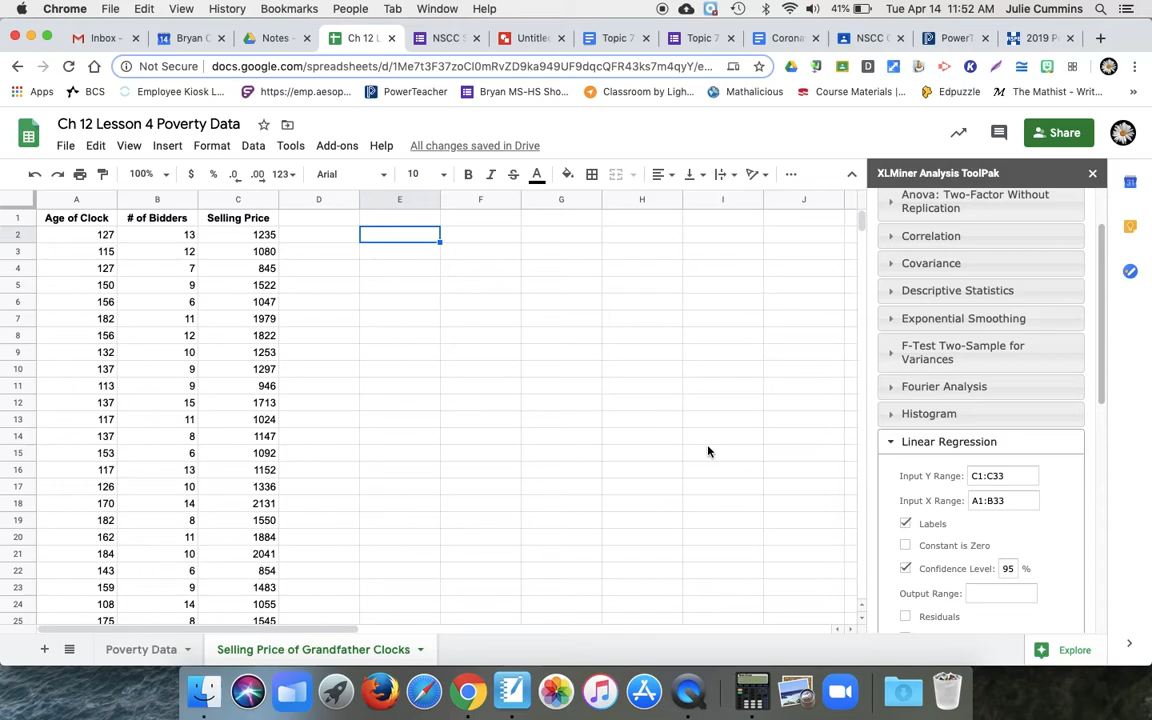 Chrome File Edit View History Bookmarks People Tab Window Help 41% Tue Apr 14 11:52 AM Julie Cummins
Inbox - Bryan C Notes - Ch 12 L NSCC S Untitle Topic 7 Topic 7 Corona NSCC C PowerT 2019 P
Not Secure docs.google.com/spreadsheets/d/1Me7t3F37zoCl0mRvZD9ka949UF9dqcQFR43ks7m4qyY/e...
Apps BCS Employee Kiosk L... https://emp.aesop... PowerTeacher Bryan MS-HS Sho... Classroom by Ligh... Mathalicious Course Materials |... Edpuzzle The Mathist - Writ... »
Ch 12 Lesson 4 Poverty Data
Share
File Edit View Insert Format Data Tools Add-ons Help All changes saved in Drive
100% $ % .0 .00 123 Arial 10 B I S A
XLMiner Analysis ToolPak
A B C D E F G H I J
1 Age of Clock # of Bidders Selling Price
2 127 13 1235
3 115 12 1080
4 127 7 845
5 150 9 1522
6 156 6 1047
7 182 11 1979
8 156 12 1822
9 132 10 1253
10 137 9 1297
11 113 9 946
12 137 15 1713
13 117 11 1024
14 137 8 1147
15 153 6 1092
16 117 13 1152
17 126 10 1336
18 170 14 2131
19 182 8 1550
20 162 11 1884
21 184 10 2041
22 143 6 854
23 159 9 1483
24 108 14 1055
25 175 8 1545
Anova: Two-Factor Without
Replication
Correlation
Covariance
Descriptive Statistics
Exponential Smoothing
F-Test Two-Sample for
Variances
Fourier Analysis
Histogram
Linear Regression
Input Y Range: C1:C33
Input X Range: A1:B33
Labels
Constant is Zero
Confidence Level: 95 %
Output Range:
Residuals
Poverty Data Selling Price of Grandfather Clocks Explore